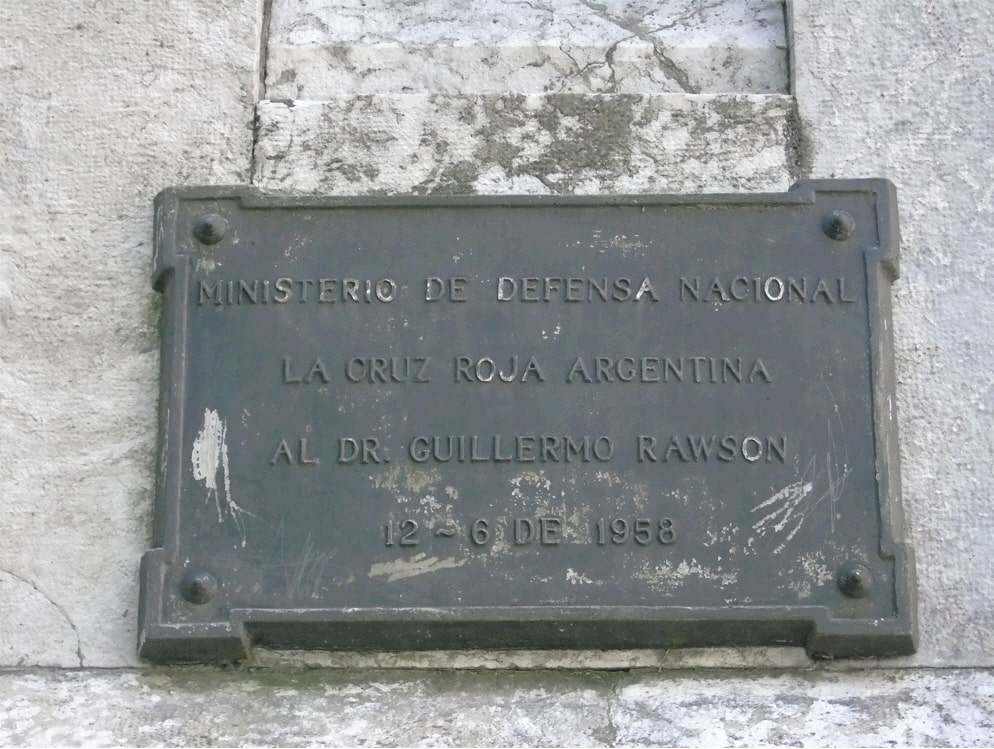 MINISTERIO DE DEFENSA NACIONAL
LA CRUZ ROJA ARGENTINA
AL DR. GUILLERMO RAWSON
12 ~ 6 DE 1958